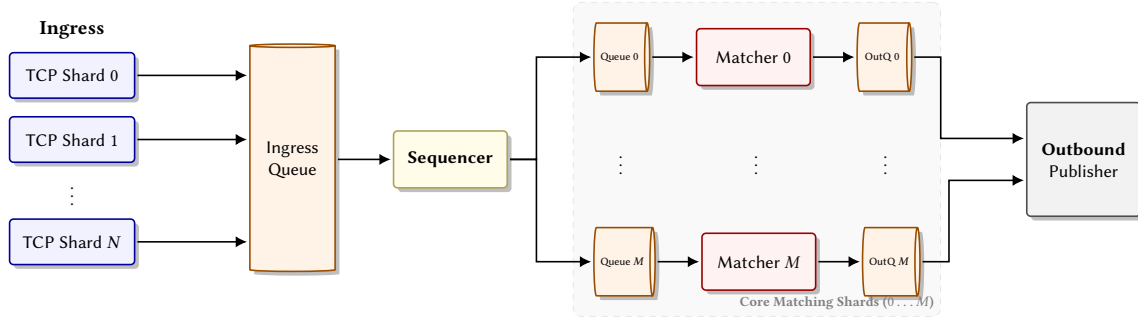 Ingress
TCP Shard 0
TCP Shard 1
⋮
TCP Shard N
Ingress
Queue
Sequencer
Queue 0
Matcher 0
OutQ 0
⋮ ⋮ ⋮
Queue M
Matcher M
OutQ M
Core Matching Shards (0 . . . M)
Outbound
Publisher